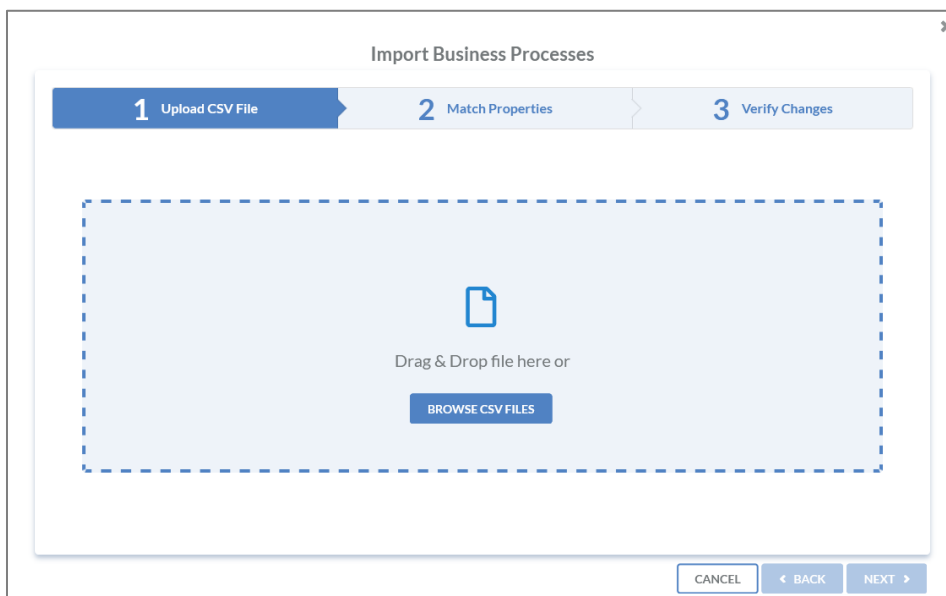 Import Business Processes
1 Upload CSV File
2 Match Properties
3 Verify Changes
Drag & Drop file here or
BROWSE CSV FILES
CANCEL
BACK
NEXT